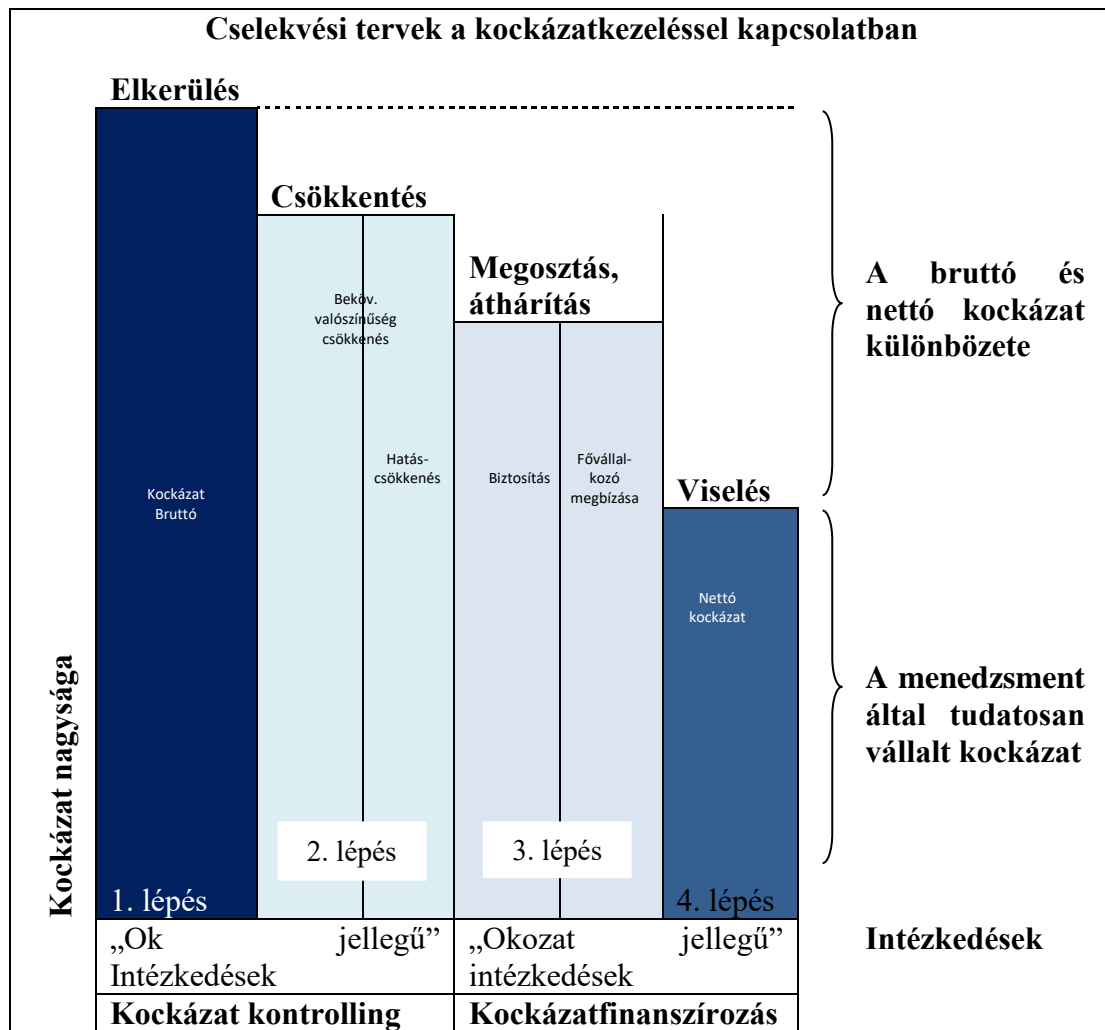 Cselekvési tervek a kockázatkezeléssel kapcsolatban
Elkerülés
Csökkentés
Megosztás,
áthárítás
Viselés
Beköv.
valószínűség
csökkenés
Hatás-
csökkenés
Biztosítás
Fővállal-
kozó
megbízása
Kockázat
Bruttó
Nettó
kockázat
A bruttó és
nettó kockázat
különbözete
A menedzsment
által tudatosan
vállalt kockázat
Kockázat nagysága
1. lépés
2. lépés
3. lépés
4. lépés
„Ok jellegű”
Intézkedések
„Okozat jellegű”
intézkedések
Intézkedések
Kockázat kontrolling
Kockázatfinanszírozás